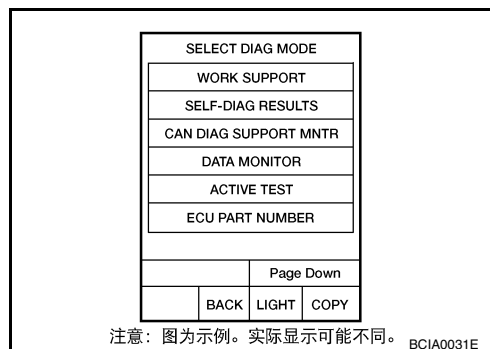 SELECT DIAG MODE
WORK SUPPORT
SELF-DIAG RESULTS
CAN DIAG SUPPORT MNTR
DATA MONITOR
ACTIVE TEST
ECU PART NUMBER
Page Down
BACK LIGHT COPY
注意：图为示例。实际显示可能不同。 BCIA0031E